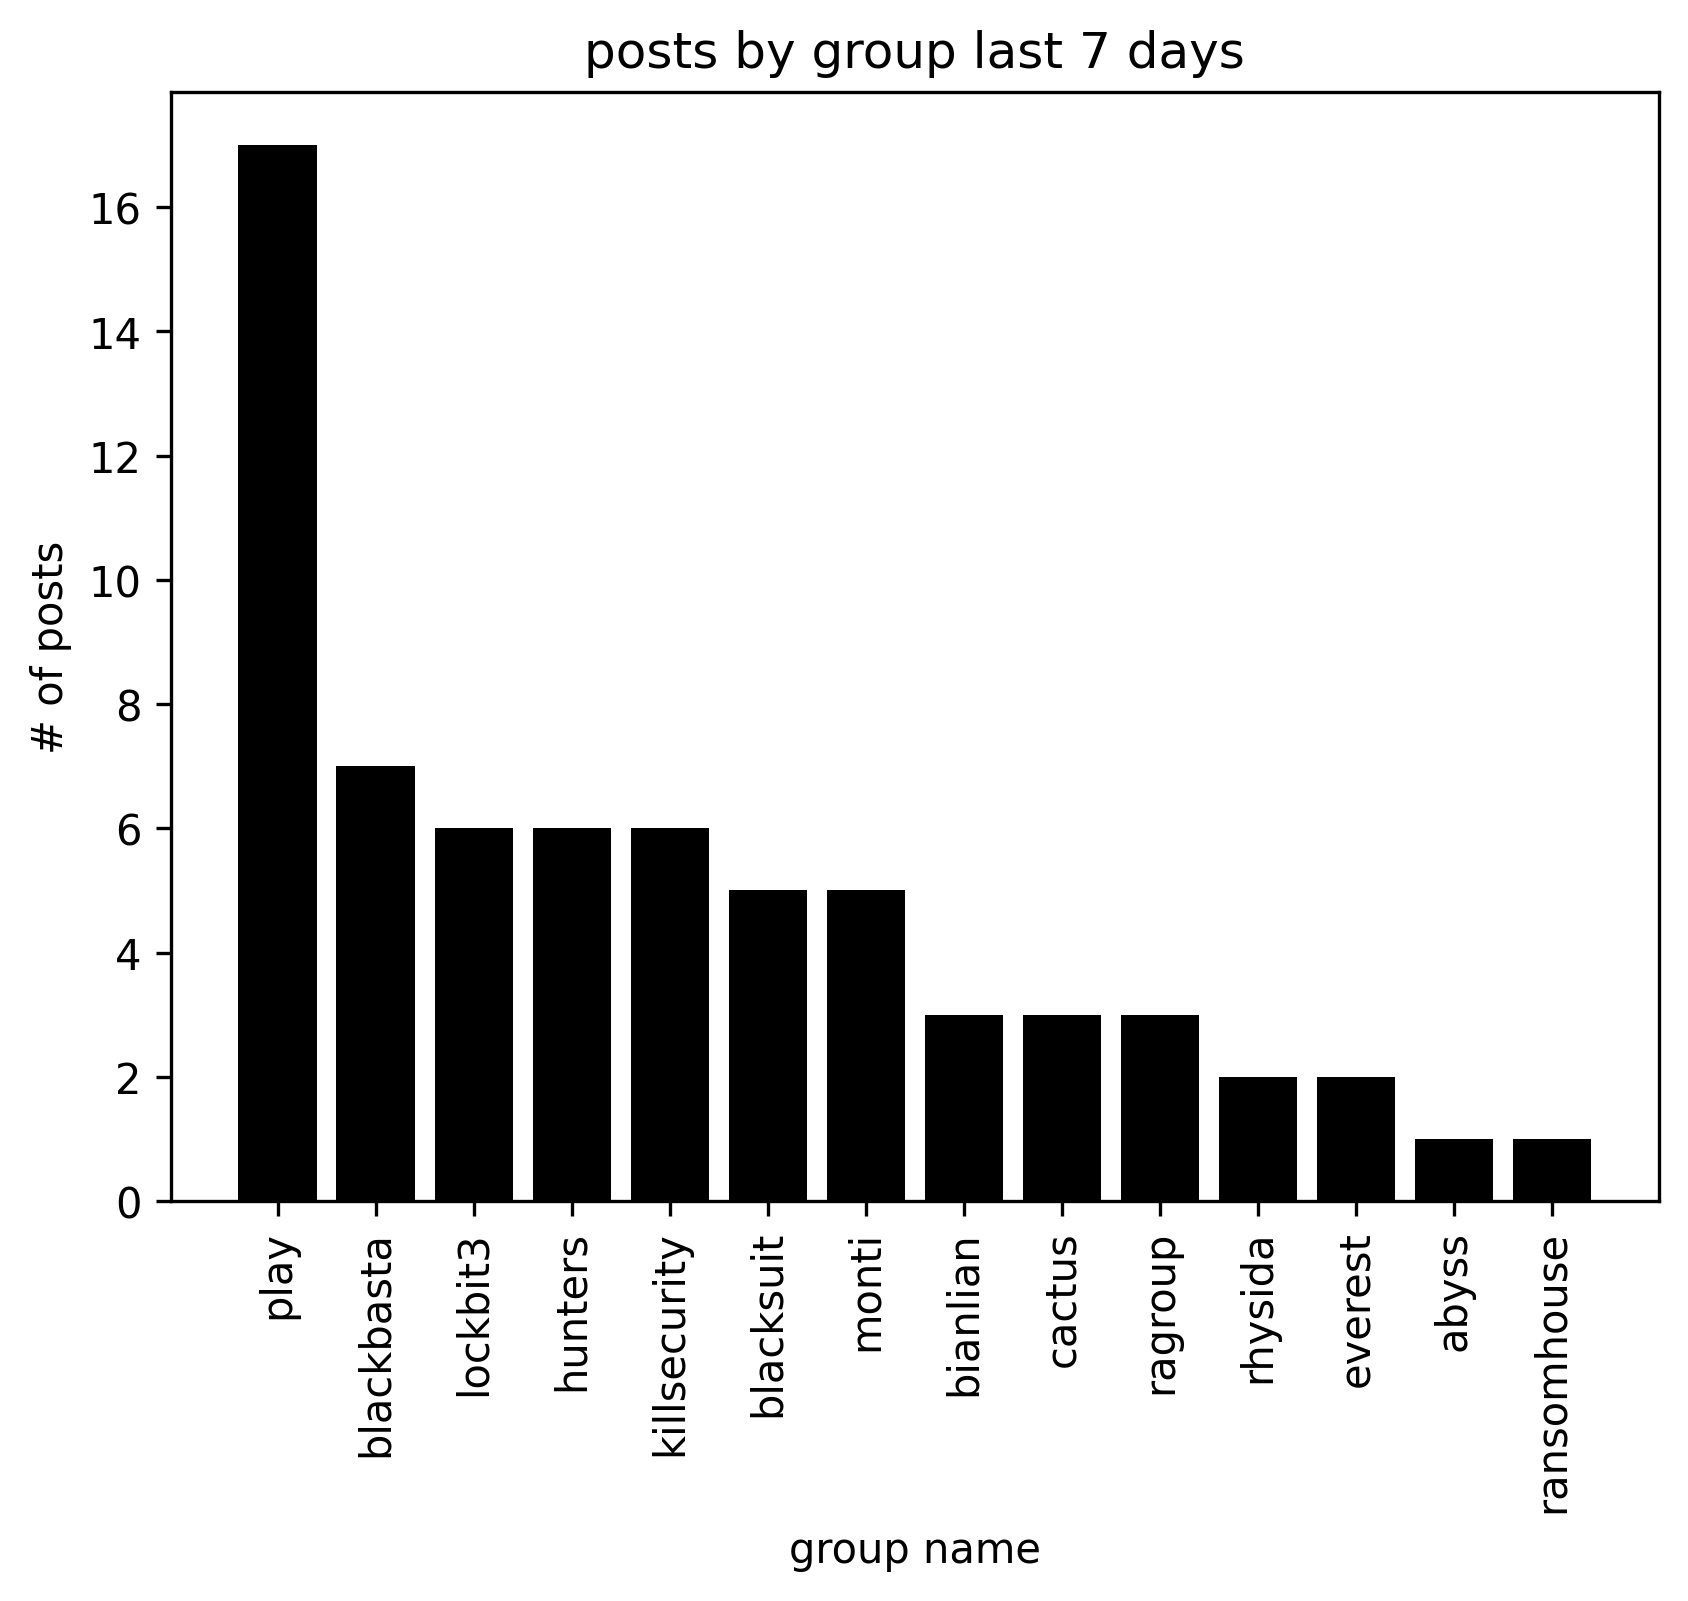 posts by group last 7 days
# of posts
16
14
12
10
8
6
4
2
0
play
blackbasta
lockbit3
hunters
killsecurity
blacksuit
monti
bianlian
cactus
ragroup
rhysida
everest
abyss
ransomhouse
group name